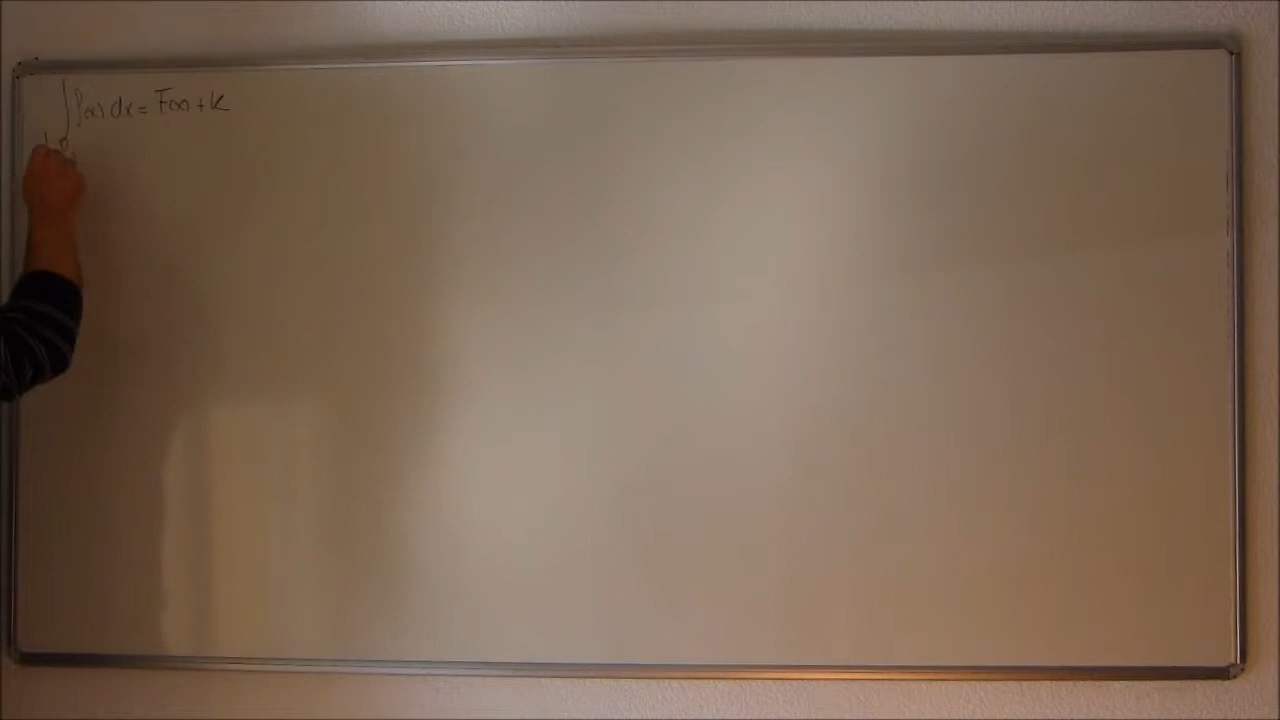 ∫f(x) dx = F(x) + K